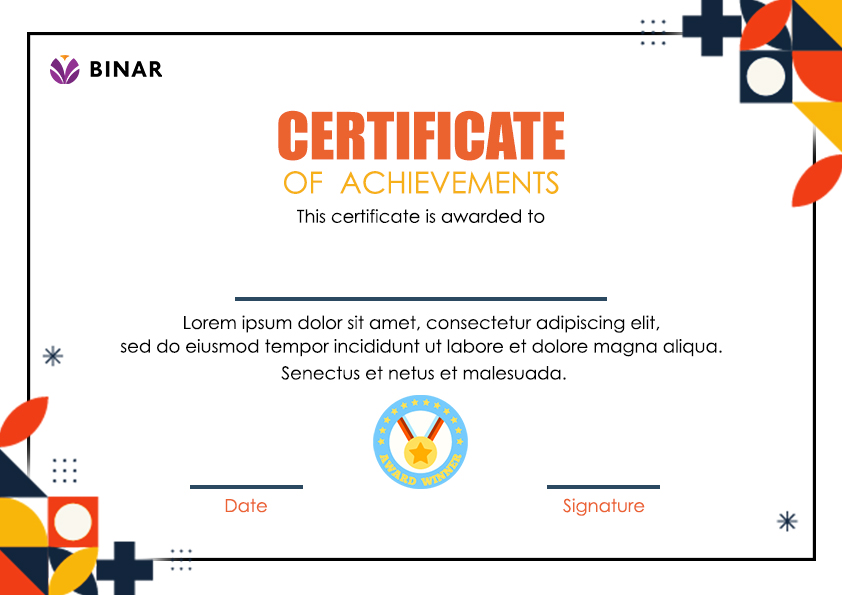 BINAR
CERTIFICATE
OF ACHIEVEMENTS
This certificate is awarded to
Lorem ipsum dolor sit amet, consectetur adipiscing elit,
sed do eiusmod tempor incididunt ut labore et dolore magna aliqua.
Senectus et netus et malesuada.
AWARD WINNER
Date
Signature